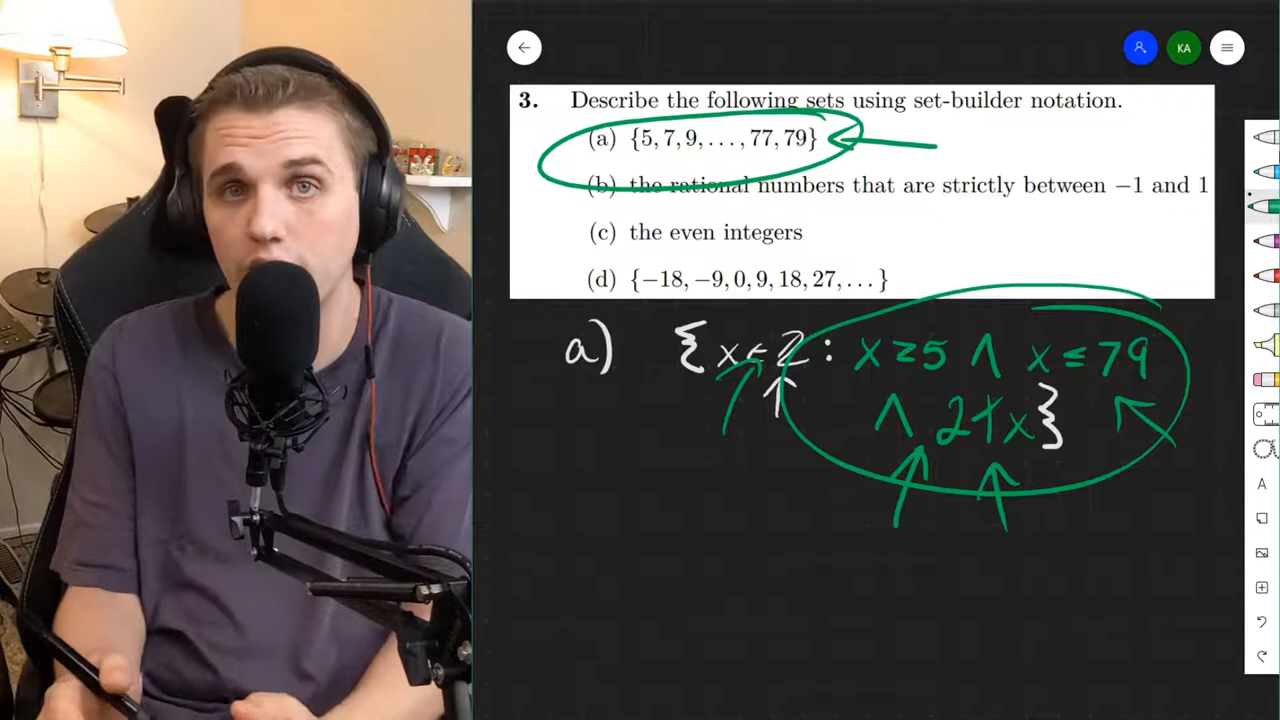 KA
3. Describe the following sets using set-builder notation.
(a) {5, 7, 9, . . . , 77, 79}
(b) the rational numbers that are strictly between −1 and 1
(c) the even integers
(d) {−18, −9, 0, 9, 18, 27, . . . }
a) {x ∈ ℤ : x ≥ 5 ∧ x ≤ 79
∧ 2∤x}
A